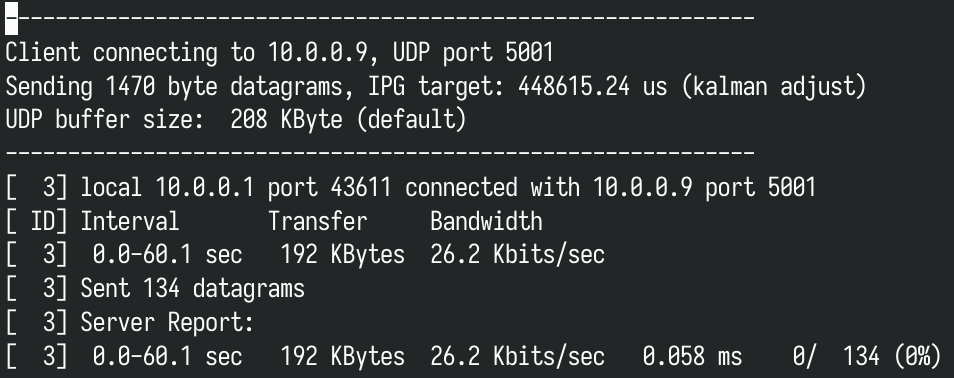 ------------------------------------------------------------
Client connecting to 10.0.0.9, UDP port 5001
Sending 1470 byte datagrams, IPG target: 448615.24 us (kalman adjust)
UDP buffer size:  208 KByte (default)
------------------------------------------------------------
[  3] local 10.0.0.1 port 43611 connected with 10.0.0.9 port 5001
[ ID] Interval       Transfer     Bandwidth
[  3]  0.0-60.1 sec   192 KBytes  26.2 Kbits/sec
[  3] Sent 134 datagrams
[  3] Server Report:
[  3]  0.0-60.1 sec   192 KBytes  26.2 Kbits/sec   0.058 ms    0/  134 (0%)